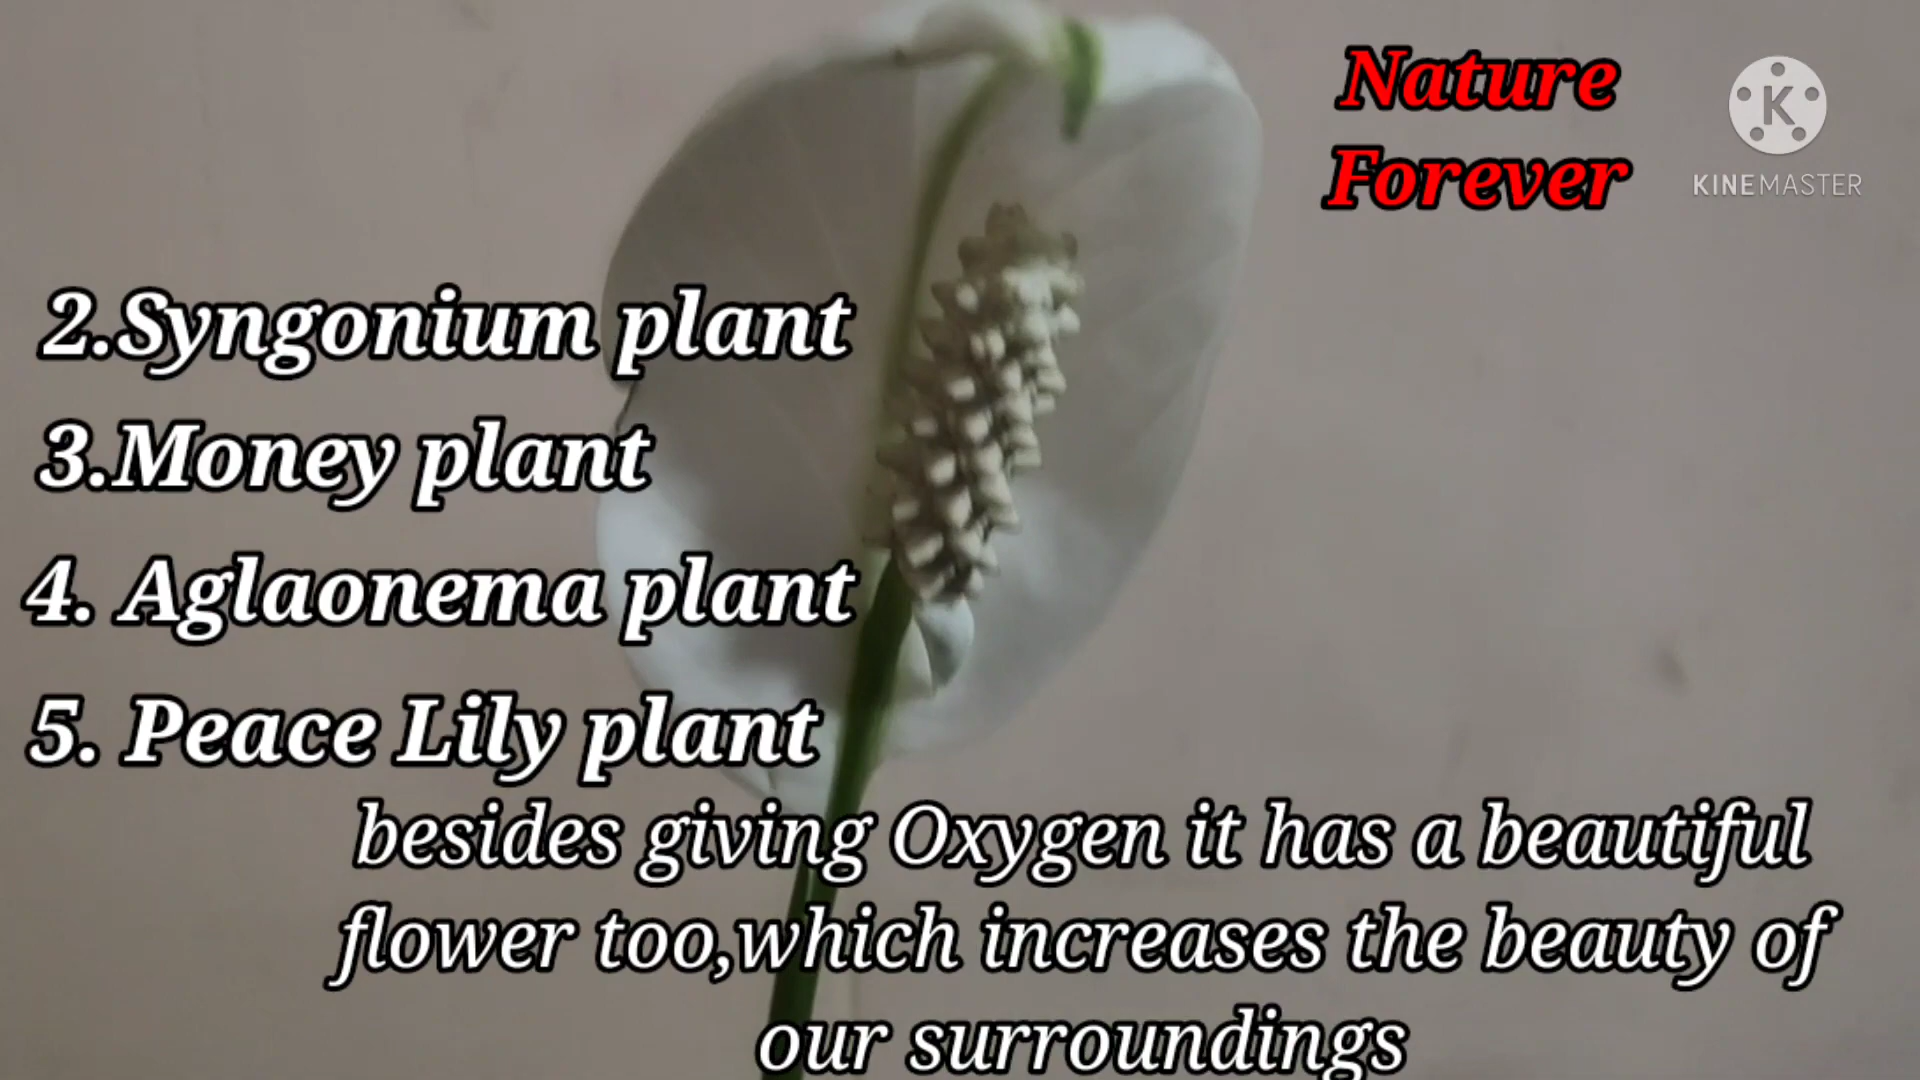 Nature
Forever
K
KINEMASTER
2.Syngonium plant
3.Money plant
4. Aglaonema plant
5. Peace Lily plant
besides giving Oxygen it has a beautiful
flower too,which increases the beauty of
our surroundings